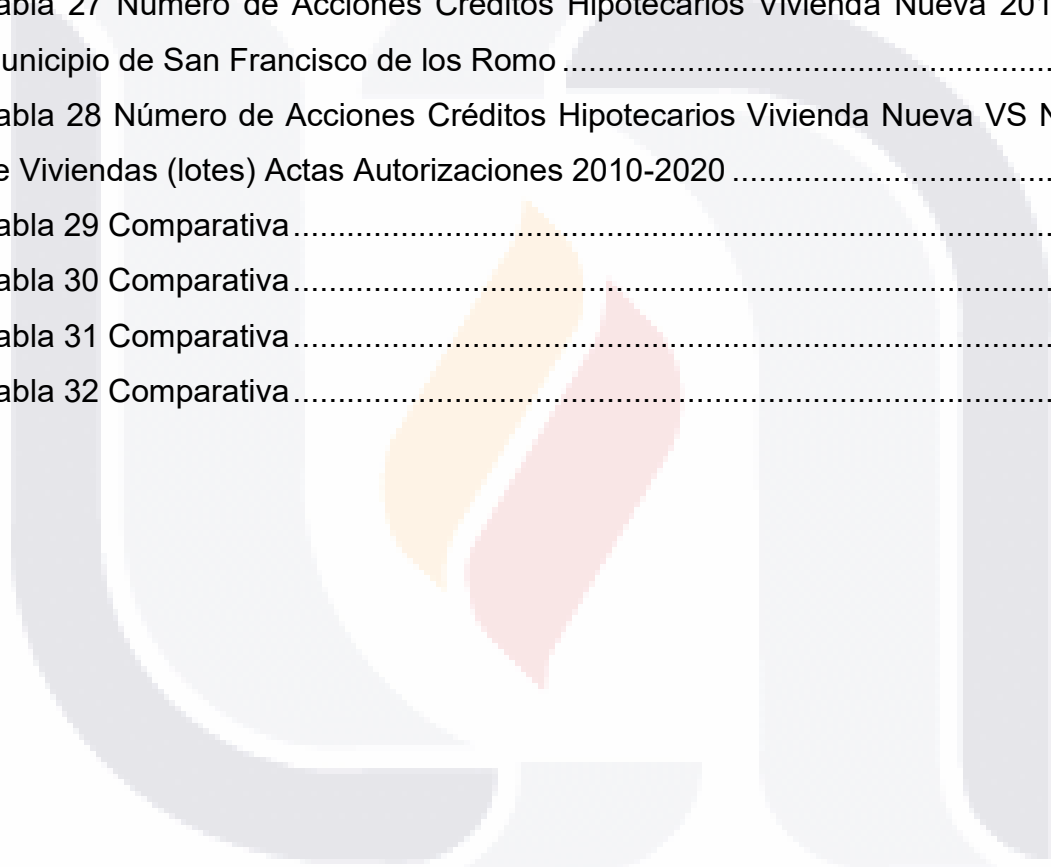 abla 27 Número de Acciones Créditos Hipotecarios Vivienda Nueva 201
unicipio de San Francisco de los Romo ........................................................
abla 28 Número de Acciones Créditos Hipotecarios Vivienda Nueva VS N
e Viviendas (lotes) Actas Autorizaciones 2010-2020 ....................................
abla 29 Comparativa ........................................................................................
abla 30 Comparativa ........................................................................................
abla 31 Comparativa ........................................................................................
abla 32 Comparativa ........................................................................................